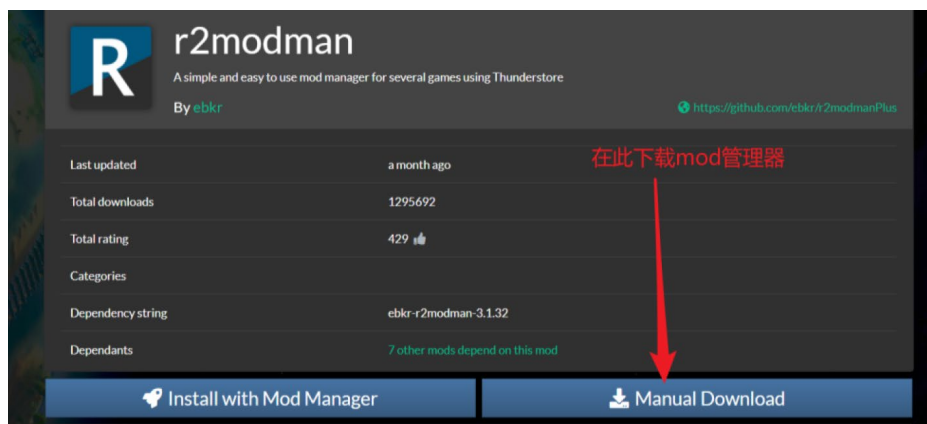 R
r2modman
A simple and easy to use mod manager for several games using Thunderstore
By ebkr
https://github.com/ebkr/r2modmanPlus
在此下载mod管理器
Last updated a month ago
Total downloads 1295692
Total rating 429
Categories
Dependency string ebkr-r2modman-3.1.32
Dependants 7 other mods depend on this mod
Install with Mod Manager
Manual Download